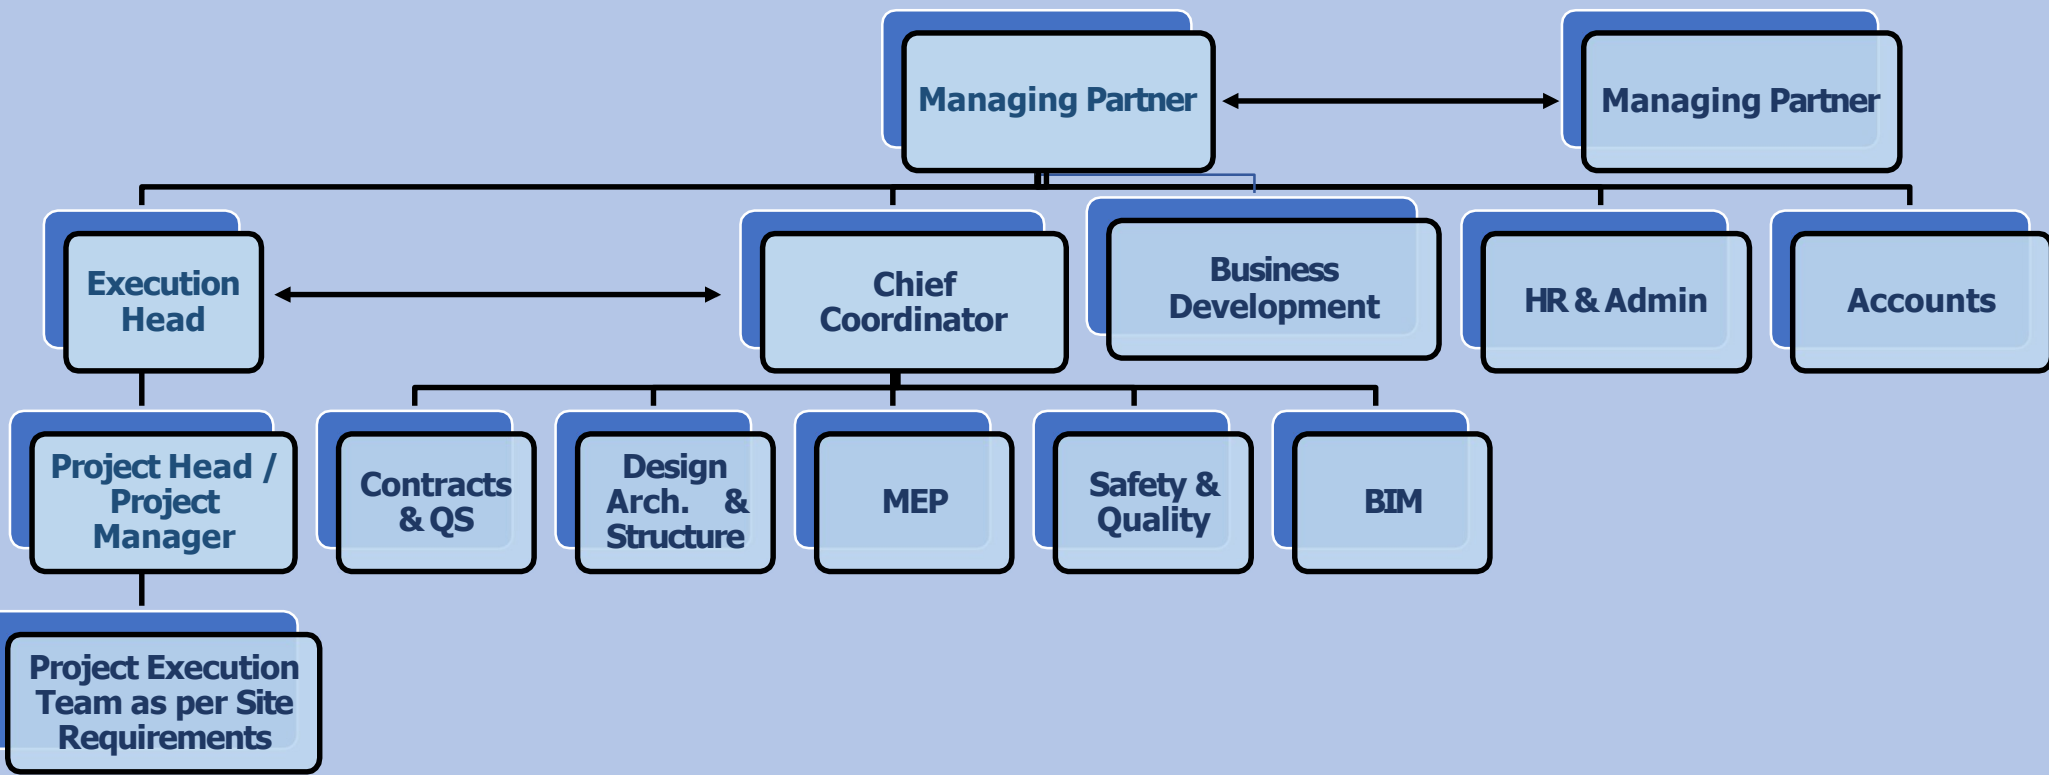 Managing Partner
Managing Partner
Execution
Head
Chief
Coordinator
Business
Development
HR & Admin
Accounts
Project Head /
Project
Manager
Contracts
& QS
Design
Arch. &
Structure
MEP
Safety &
Quality
BIM
Project Execution
Team as per Site
Requirements